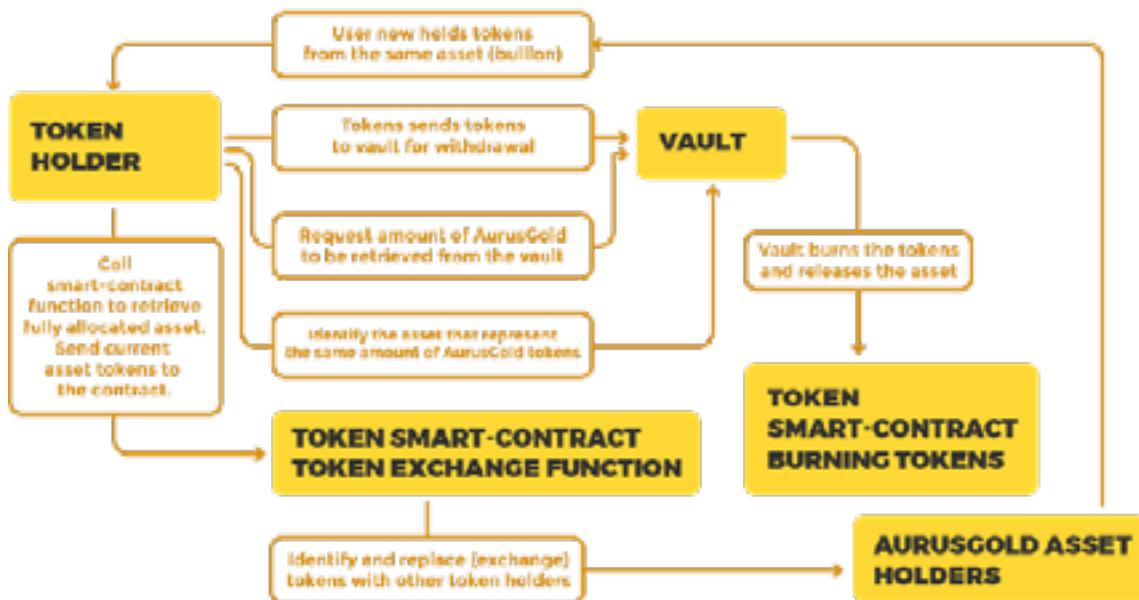 User now holds tokens
from the same asset (bullion)
TOKEN
HOLDER
Tokens sends tokens
to vault for withdrawal
VAULT
Request amount of AurusGold
to be retrieved from the vault
Vault burns the tokens
and releases the asset
Call
smart-contract
function to retrieve
fully allocated asset.
Send current
asset tokens to
the contract.
Identify the asset that represent
the same amount of AurusGold tokens
TOKEN
SMART-CONTRACT
BURNING TOKENS
TOKEN SMART-CONTRACT
TOKEN EXCHANGE FUNCTION
Identify and replace (exchange)
tokens with other token holders
AURUSGOLD ASSET
HOLDERS